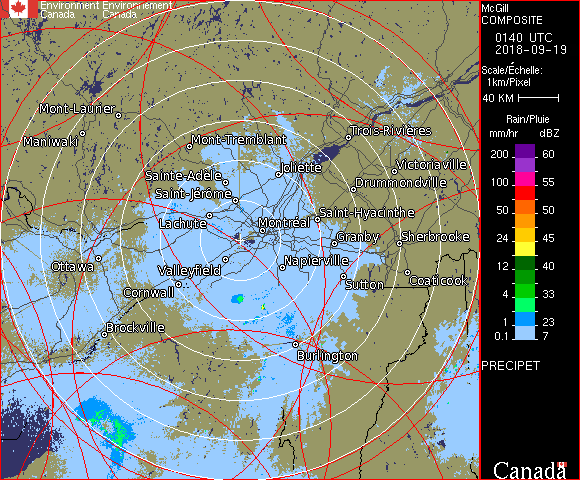 Environment Environnement
Canada Canada
McGill
COMPOSITE
0140 UTC
2018-09-19
Scale/Échelle:
1km/Pixel
40 KM
Rain/Pluie
mm/hr dBZ
200 60
100 55
50 50
24 45
12 40
4 33
1 23
0.1 7
PRECIPET
Canada
Mont-Laurier
Maniwaki
Mont-Tremblant
Trois-Rivières
Joliette
Victoriaville
Sainte-Adèle
Drummondville
Saint-Jérôme
Lachute
Saint-Hyacinthe
Montréal
Granby
Sherbrooke
Ottawa
Valleyfield
Napierville
Cornwall
Sutton
Coaticook
Brockville
Burlington